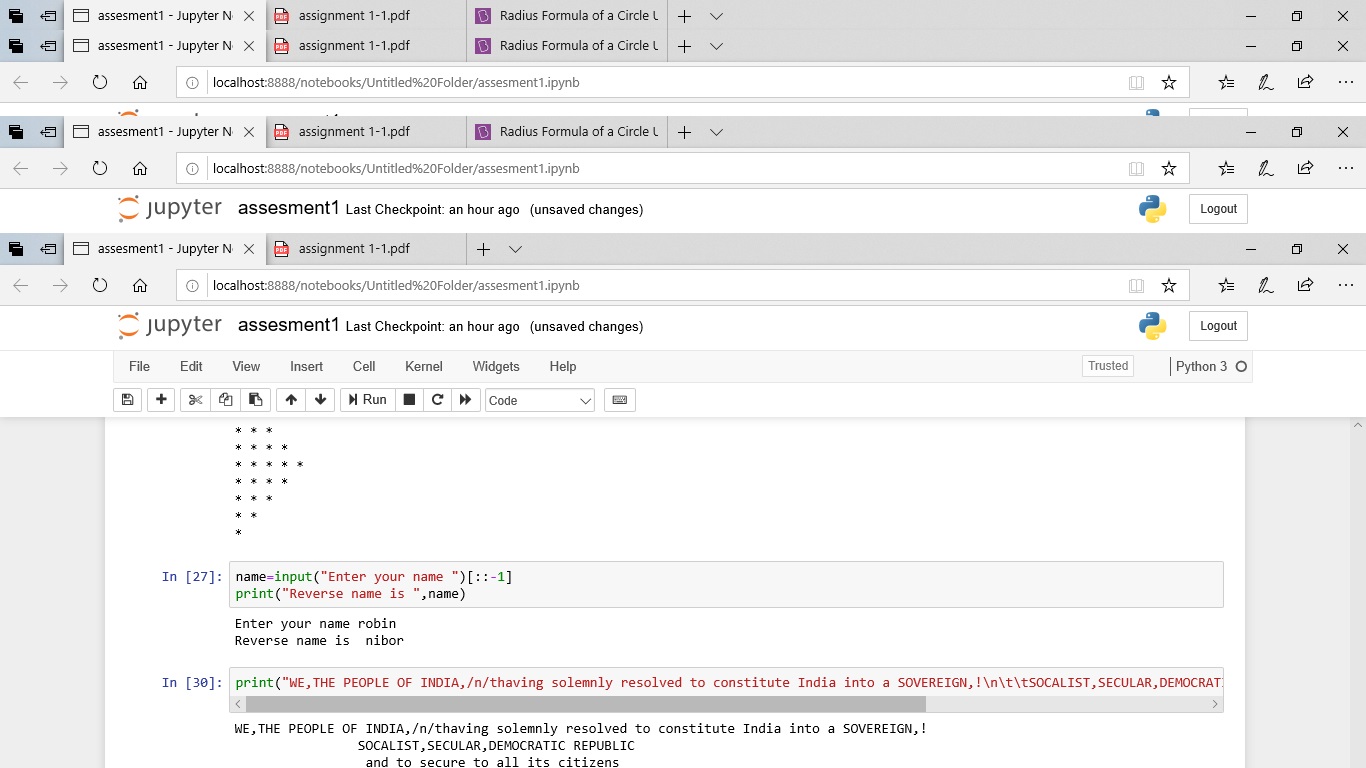 assesment1 - Jupyter N assignment 1-1.pdf Radius Formula of a Circle U
assesment1 - Jupyter N assignment 1-1.pdf Radius Formula of a Circle U
localhost:8888/notebooks/Untitled%20Folder/assesment1.ipynb
assesment1 - Jupyter N assignment 1-1.pdf Radius Formula of a Circle U
localhost:8888/notebooks/Untitled%20Folder/assesment1.ipynb
jupyter assesment1 Last Checkpoint: an hour ago (unsaved changes) Logout
assesment1 - Jupyter N assignment 1-1.pdf
localhost:8888/notebooks/Untitled%20Folder/assesment1.ipynb
jupyter assesment1 Last Checkpoint: an hour ago (unsaved changes) Logout
File Edit View Insert Cell Kernel Widgets Help Trusted Python 3
Run Code
* * *
* * * *
* * * * *
* * * *
* * *
* *
*
In [27]: name=input("Enter your name ")[::-1]
print("Reverse name is ",name)
Enter your name robin
Reverse name is  nibor
In [30]: print("WE,THE PEOPLE OF INDIA,/n/thaving solemnly resolved to constitute India into a SOVEREIGN,!\n\t\tSOCALIST,SECULAR,DEMOCRAT
WE,THE PEOPLE OF INDIA,/n/thaving solemnly resolved to constitute India into a SOVEREIGN,!
SOCALIST,SECULAR,DEMOCRATIC REPUBLIC
and to secure to all its citizens